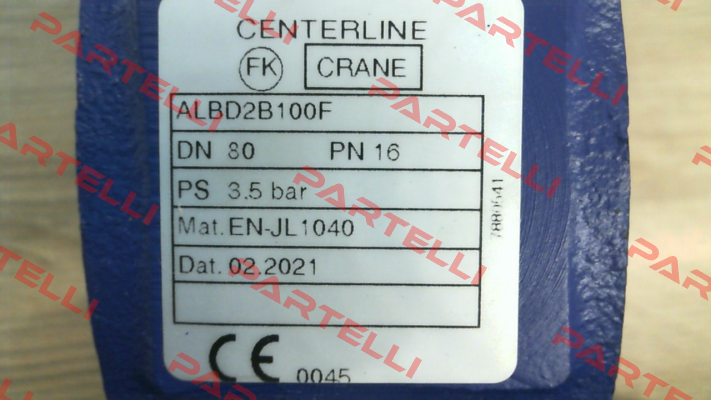 CENTERLINE
FK CRANE
ALBD2B100F
DN 80 PN 16
PS 3.5 bar
Mat. EN-JL1040
Dat. 02.2021
CE 0045
PARTELLI
PARTELLI
PARTELLI
PARTELLI
PARTELLI
PARTELLI